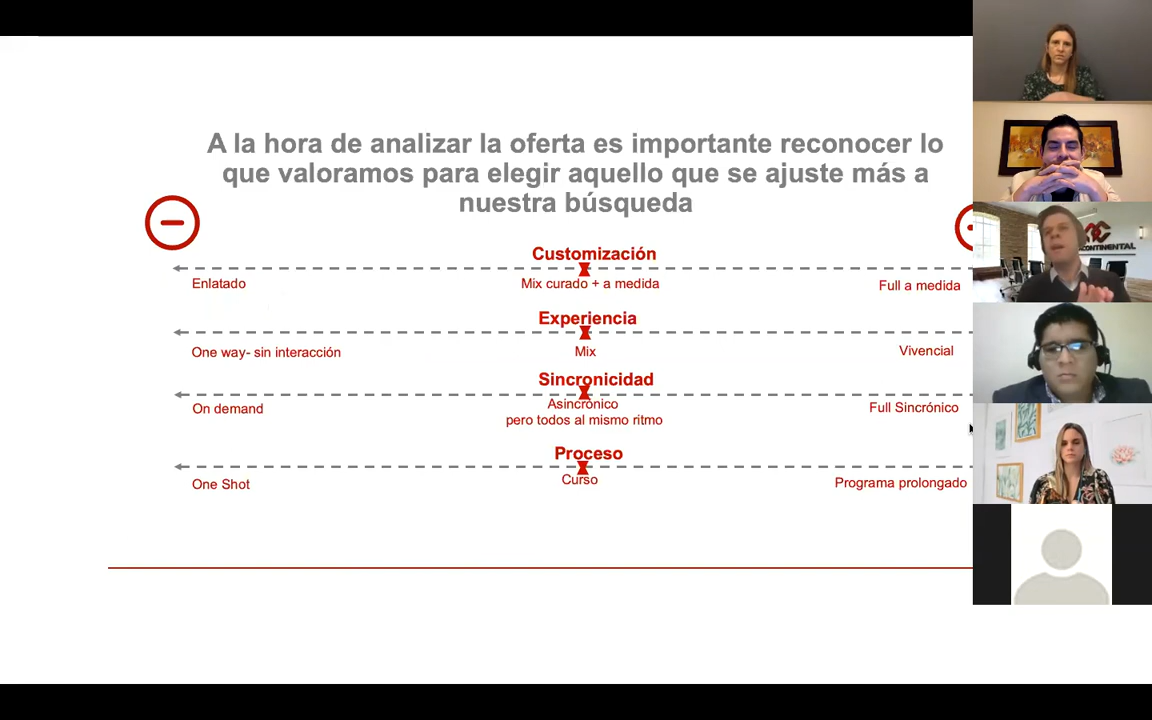 A la hora de analizar la oferta es importante reconocer lo
que valoramos para elegir aquello que se ajuste más a
nuestra búsqueda
Customización
Enlatado
Mix curado + a medida
Full a medida
Experiencia
One way- sin interacción
Mix
Vivencial
Sincronicidad
On demand
Asincrónico
pero todos al mismo ritmo
Full Sincrónico
Proceso
One Shot
Curso
Programa prolongado